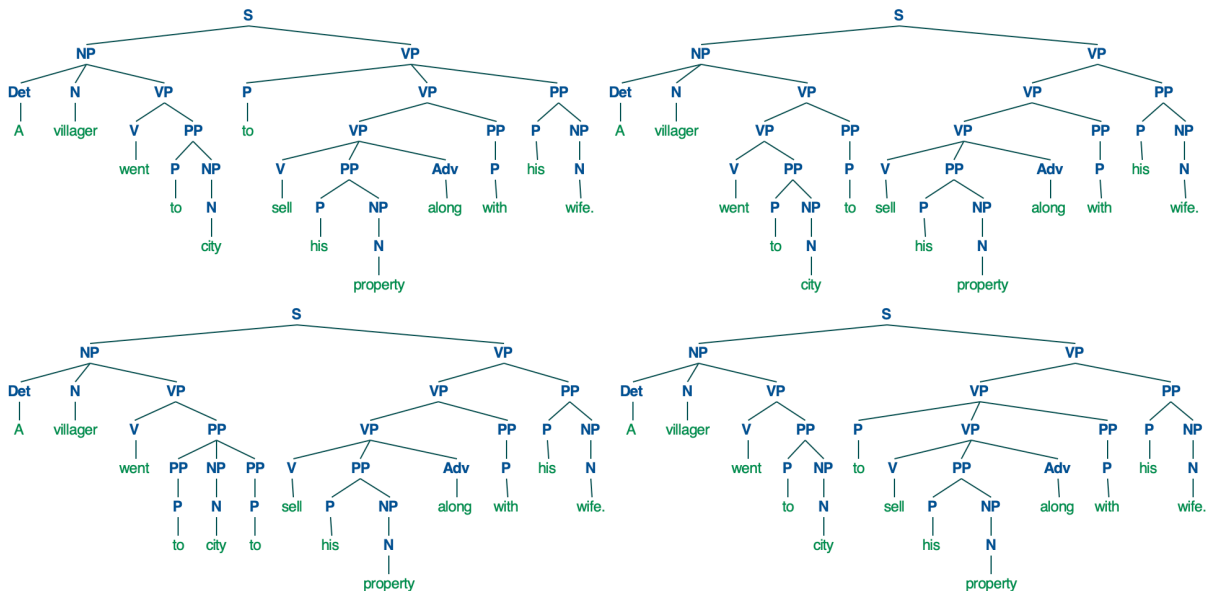 S
NP VP
Det N VP P VP PP
A villager V PP to VP PP P NP
went P NP V PP Adv P his N
to N sell P NP along with wife.
city his N
property
S
NP VP
Det N VP VP PP
A villager VP PP VP PP P NP
V PP P V PP Adv P his N
went P NP to sell P NP along with wife.
to N his N
city property
S
NP VP
Det N VP VP PP
A villager V PP VP PP P NP
went PP NP PP V PP Adv P his N
P N P sell P NP along with wife.
to city to his N
property
S
NP VP
Det N VP VP PP
A villager V PP P VP PP P NP
went P NP to V PP Adv P his N
to N sell P NP along with wife.
city his N
property